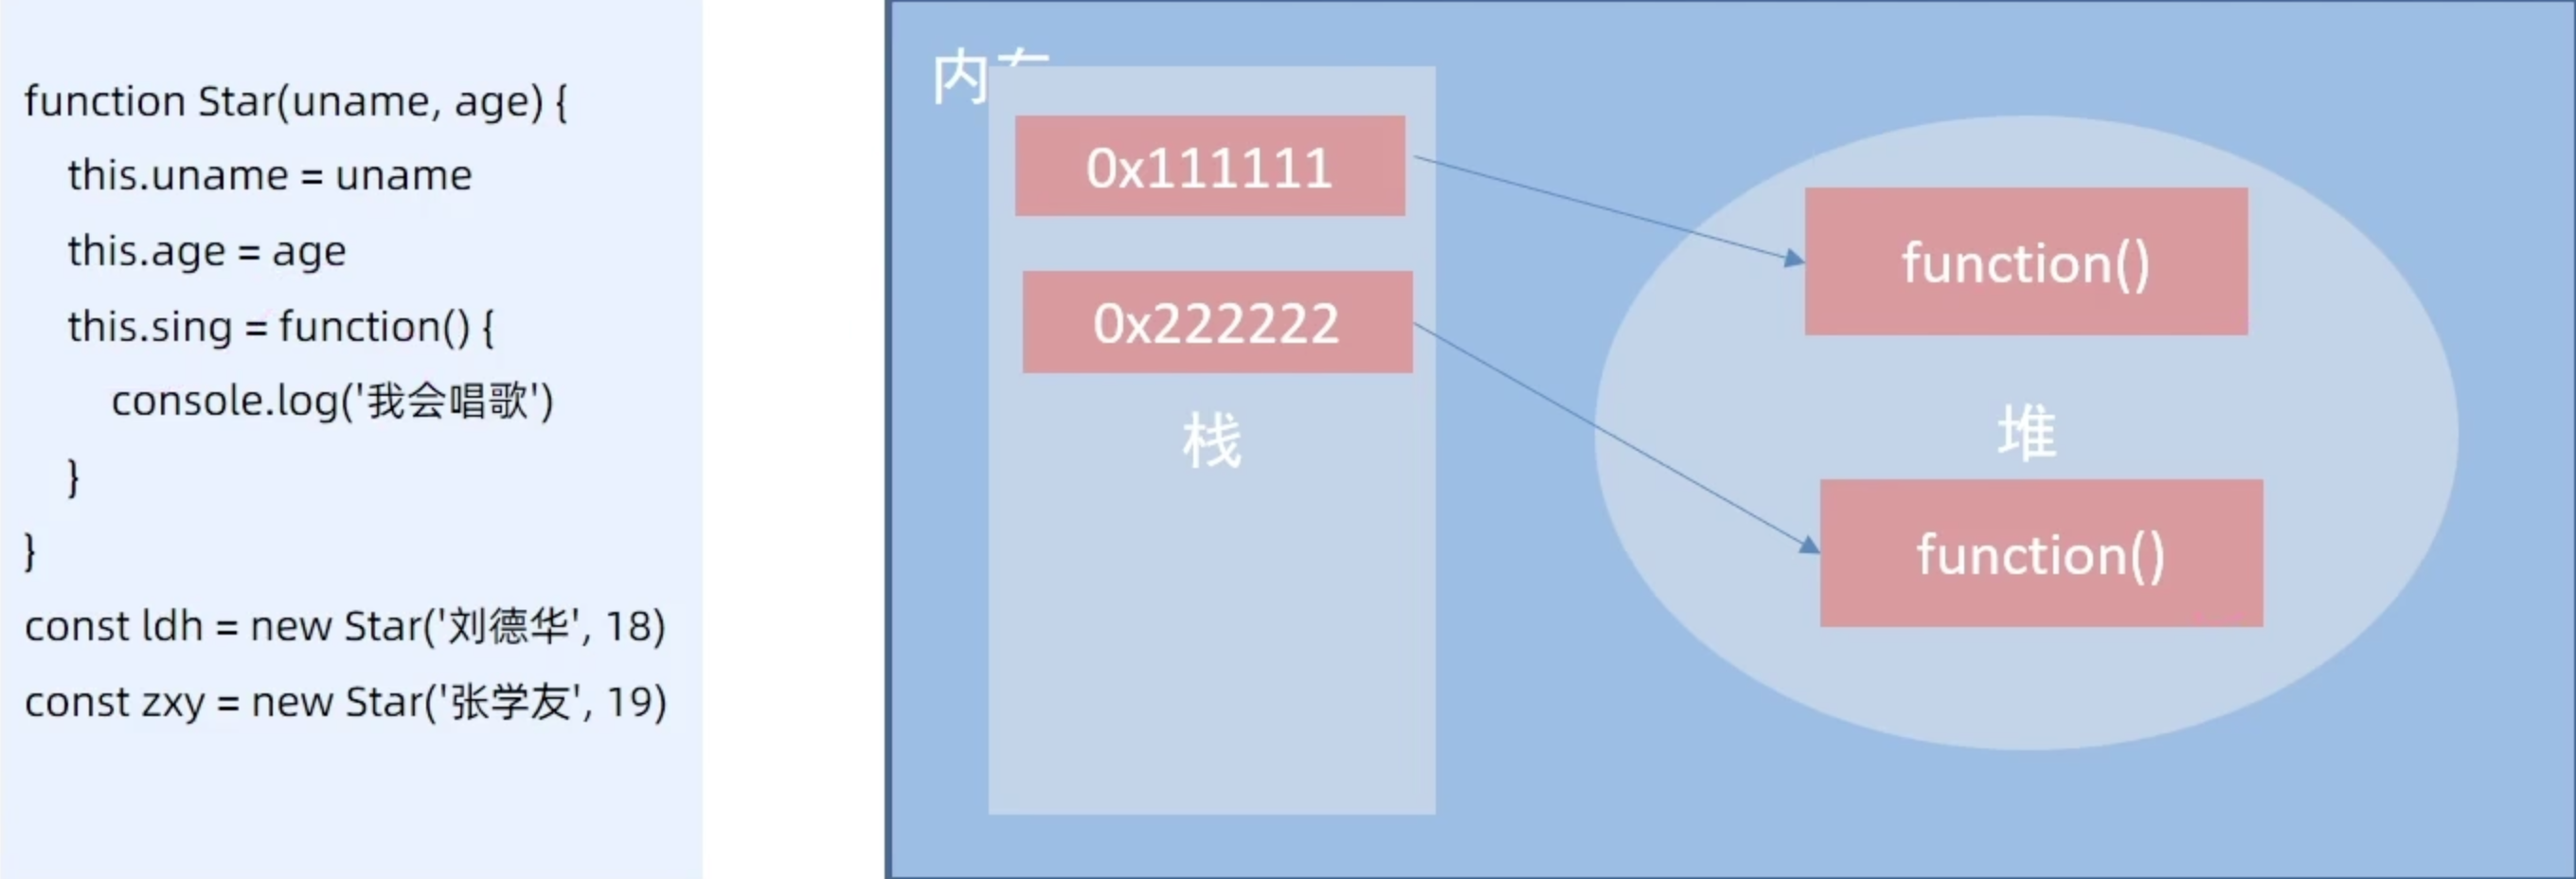 function Star(uname, age) {
this.uname = uname
this.age = age
this.sing = function() {
console.log('我会唱歌')
}
}
const ldh = new Star('刘德华', 18)
const zxy = new Star('张学友', 19)
内
0x111111
0x222222
栈
function()
堆
function()